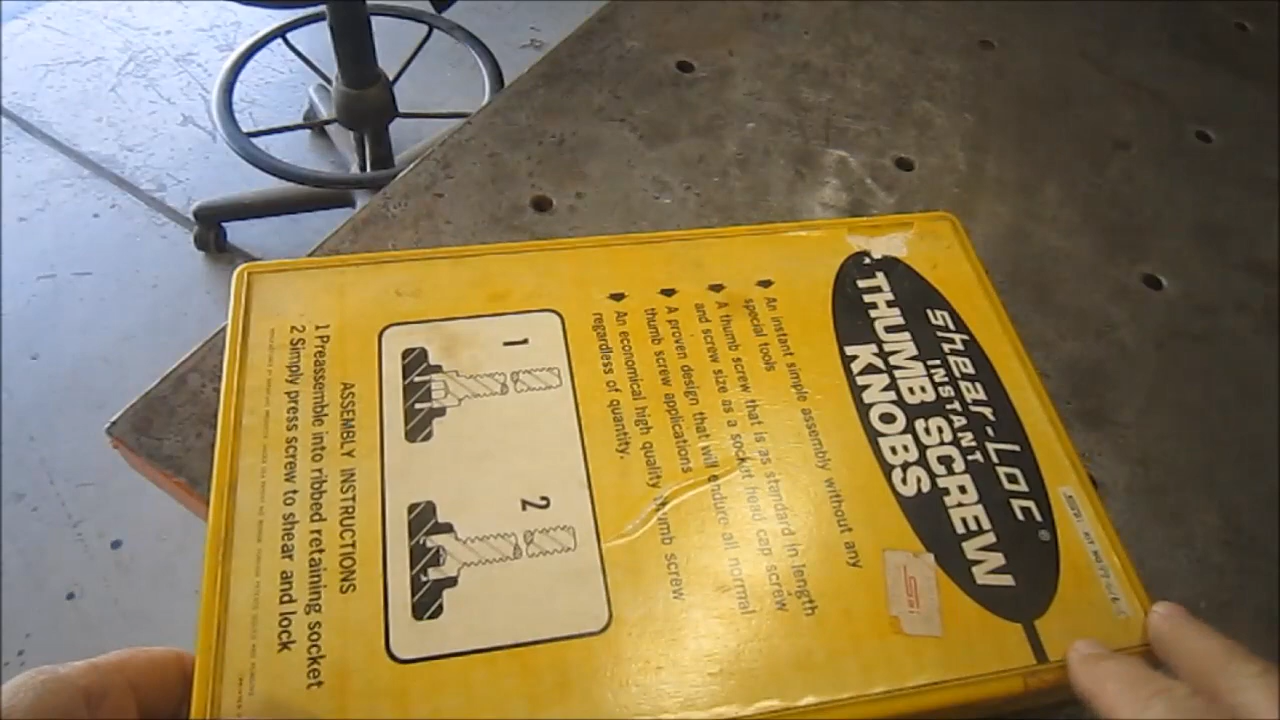 Shear-Loc®
INSTANT
THUMB SCREW
KNOBS
An instant simple assembly without any
special tools
A thumb screw that is as standard in length
and screw size as a socket head cap screw
A proven design that will endure all normal
thumb screw applications
An economical high quality thumb screw
regardless of quantity.
1
2
ASSEMBLY INSTRUCTIONS
1 Preassemble into ribbed retaining socket
2 Simply press screw to shear and lock